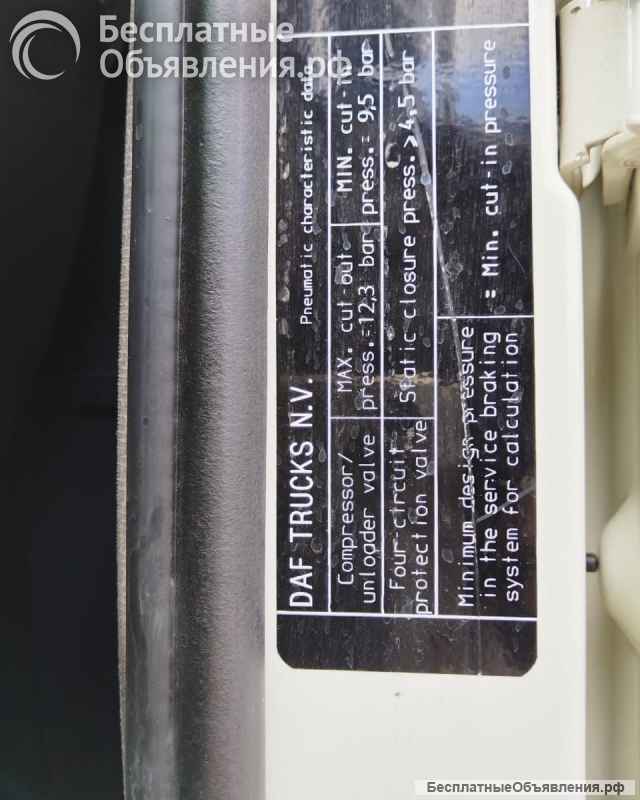 Бесплатные
Объявления.рф
DAF TRUCKS N.V. Pneumatic characteristic data
Compressor/
unloader valve
MAX. cut-out
press.=12,3 bar
MIN. cut-in
press.= 9,5 bar
Four-circuit
protection valve
Static closure press.>4,5 bar
Minimum design pressure
in the service braking
system for calculation
= Min. cut-in pressure
БесплатныеОбъявления.рф